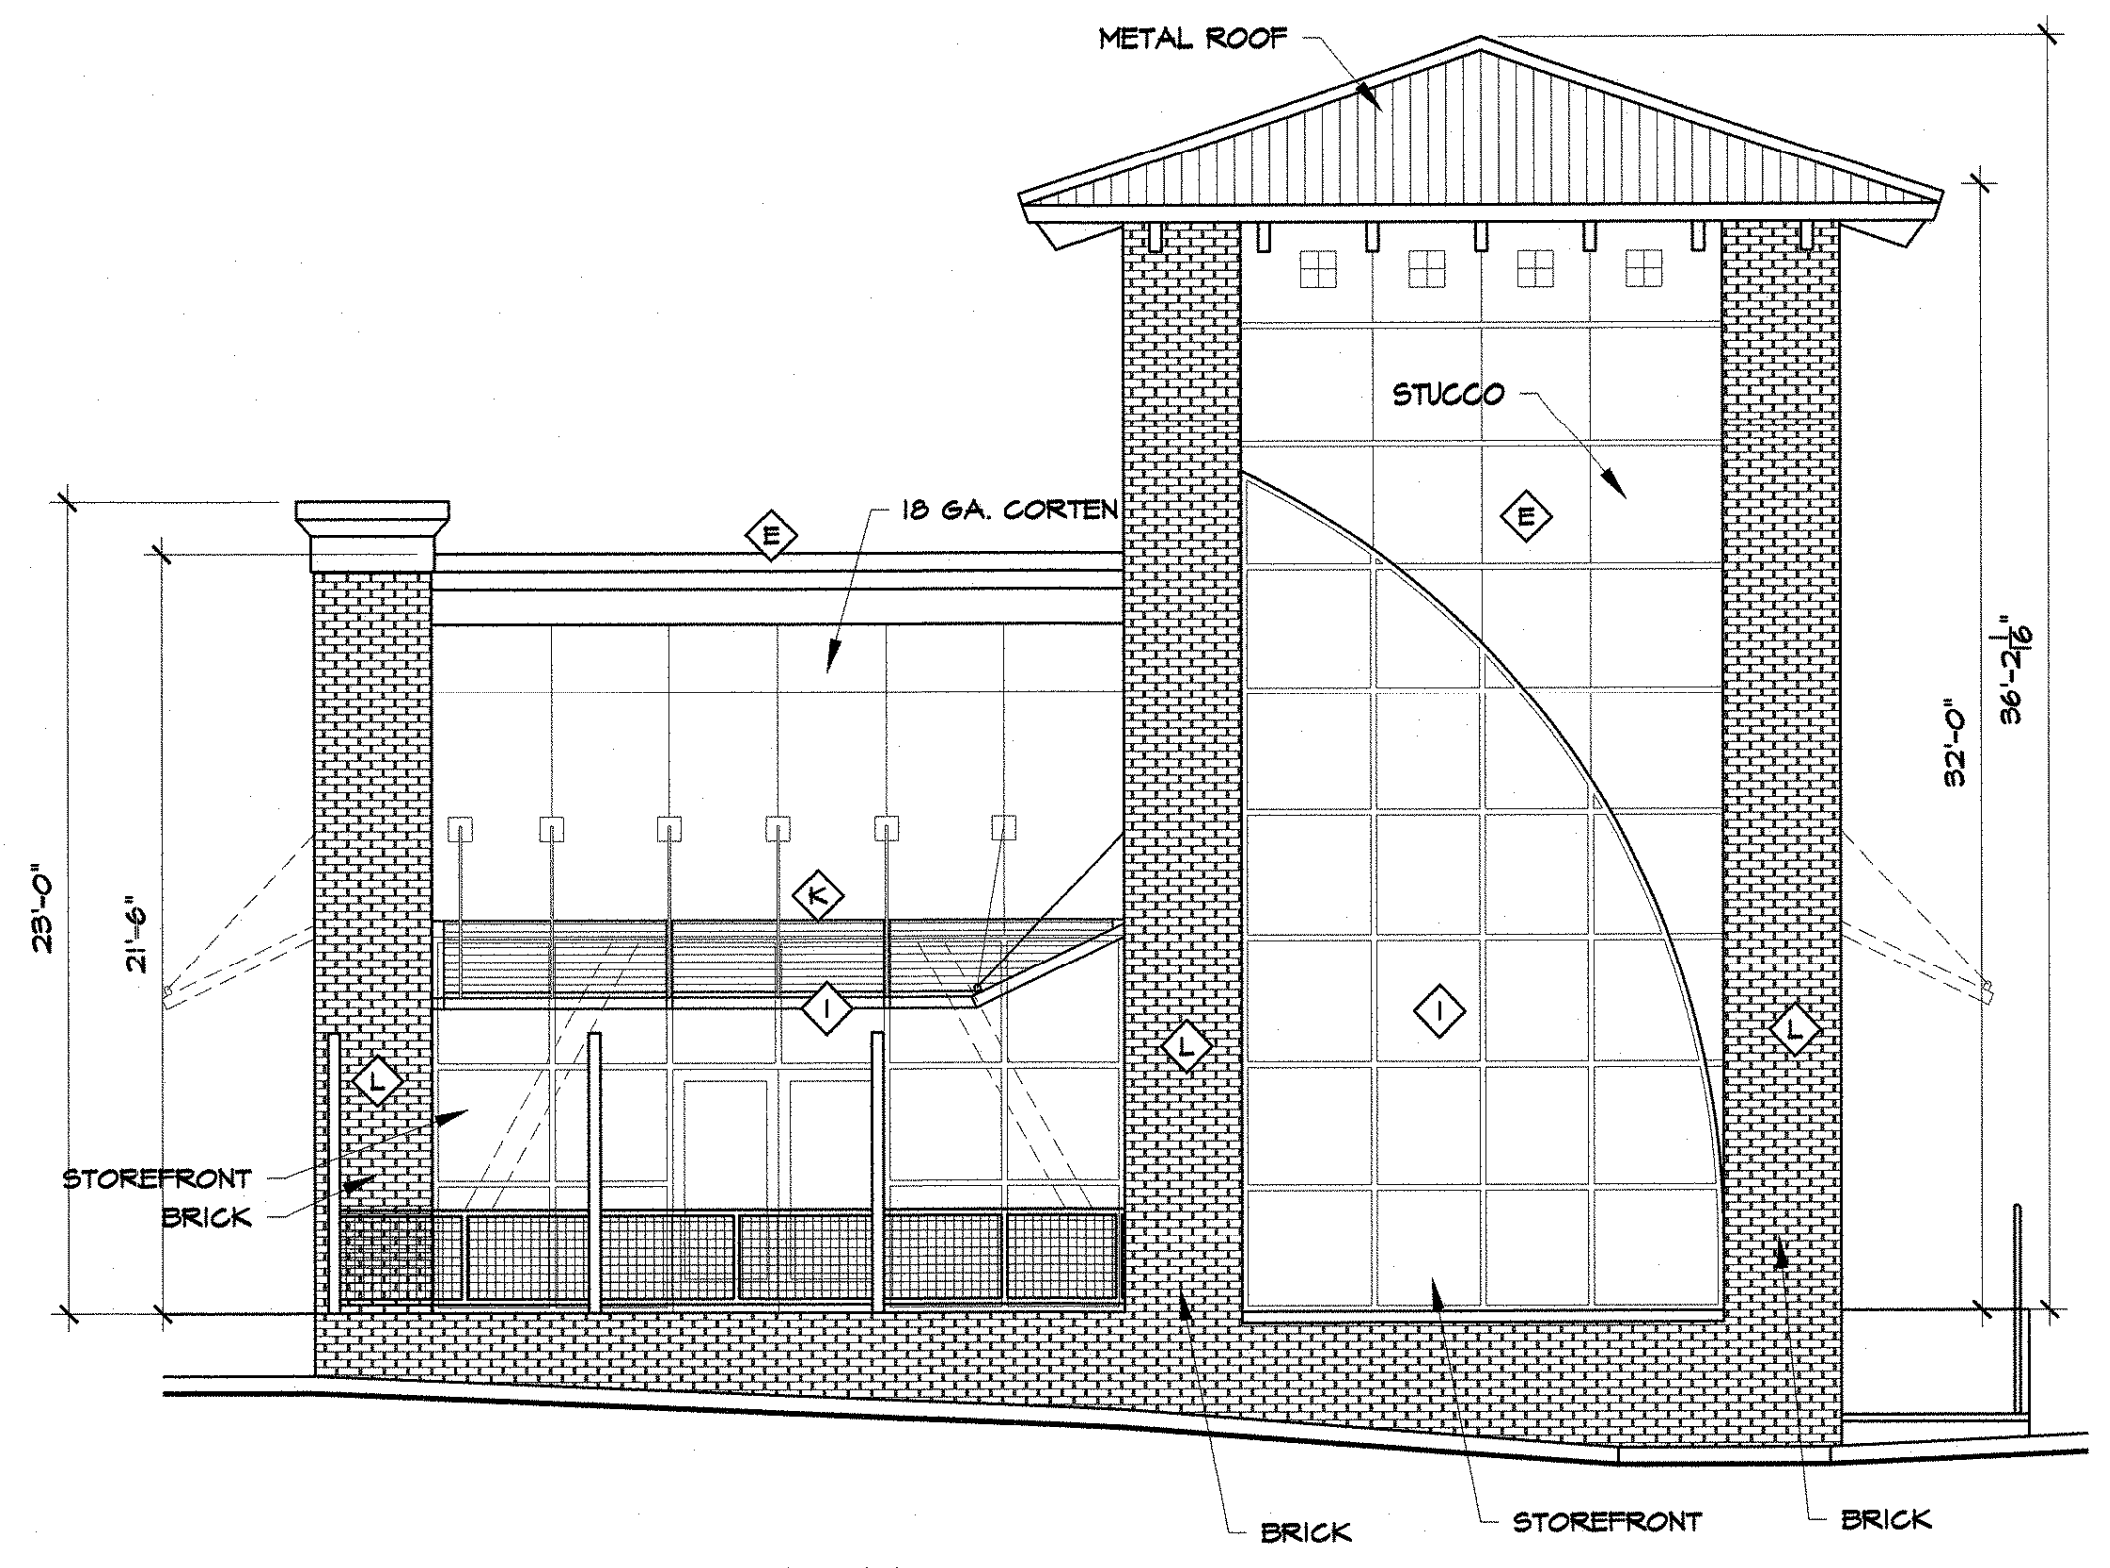 METAL ROOF
STUCCO
E
18 GA. CORTEN
E
36'-2 1/16"
32'-0"
23'-0"
21'-6"
K
I
I
L
L
L
STOREFRONT
BRICK
BRICK
STOREFRONT
BRICK